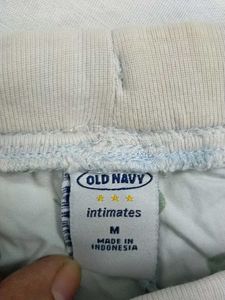 OLD NAVY
intimates
M
MADE IN
INDONESIA